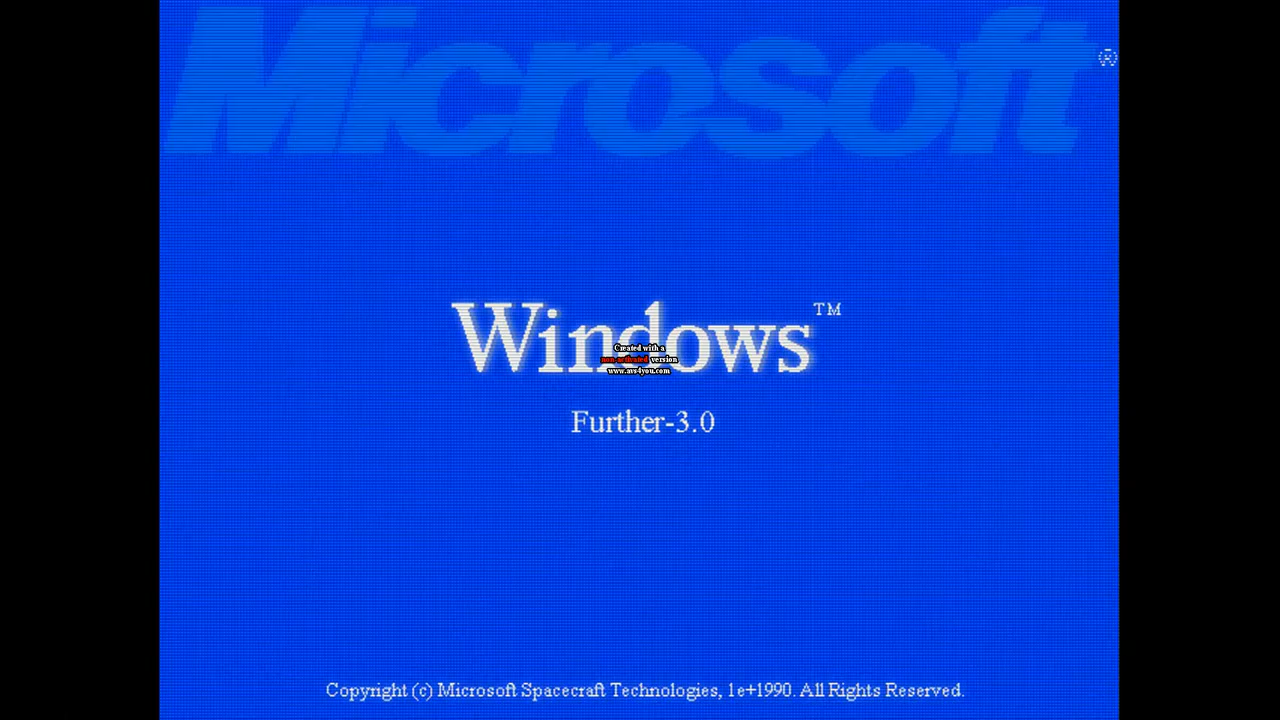 Microsoft®
Windows™
Created with a
non-activated version
www.avs4you.com
Further-3.0
Copyright (c) Microsoft Spacecraft Technologies, 1e+1990. All Rights Reserved.